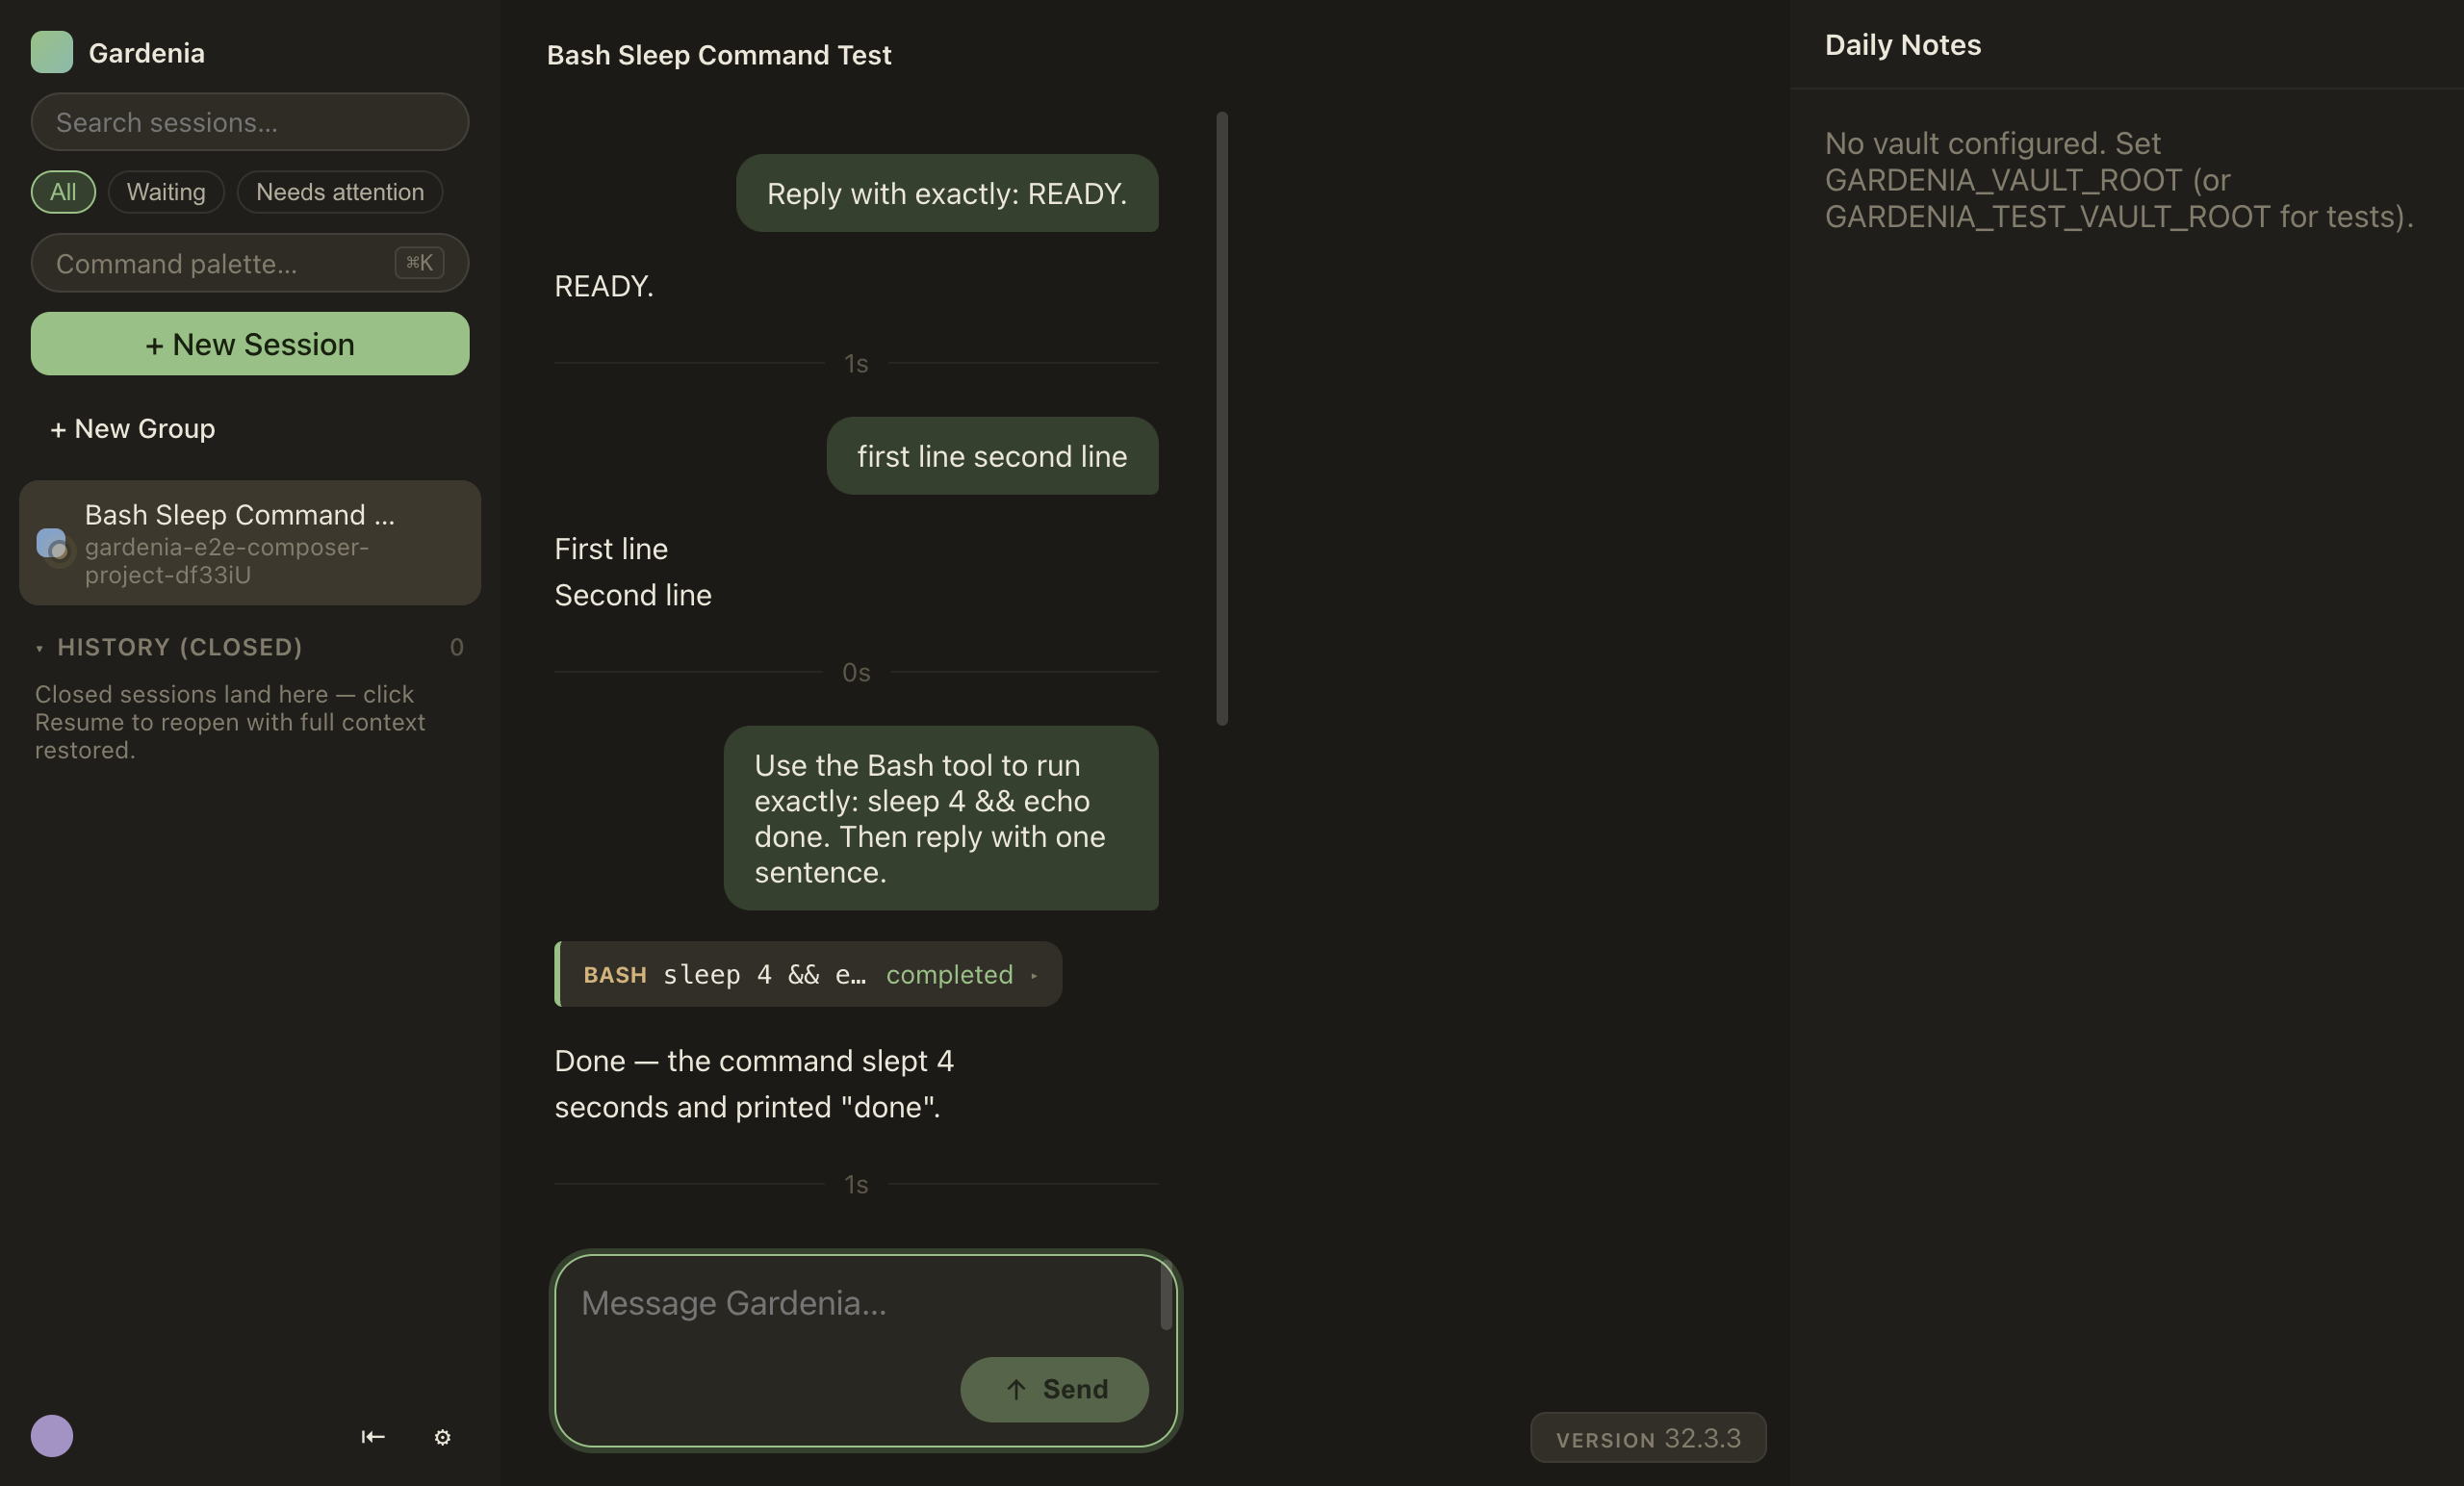 Gardenia
Search sessions...
All
Waiting
Needs attention
Command palette...
⌘K
+ New Session
+ New Group
Bash Sleep Command ...
gardenia-e2e-composer-
project-df33iU
HISTORY (CLOSED)
0
Closed sessions land here — click
Resume to reopen with full context
restored.
Bash Sleep Command Test
Reply with exactly: READY.
READY.
1s
first line second line
First line
Second line
0s
Use the Bash tool to run
exactly: sleep 4 && echo
done. Then reply with one
sentence.
BASH sleep 4 && e… completed
Done — the command slept 4
seconds and printed "done".
1s
Message Gardenia...
↑ Send
VERSION 32.3.3
Daily Notes
No vault configured. Set
GARDENIA_VAULT_ROOT (or
GARDENIA_TEST_VAULT_ROOT for tests).